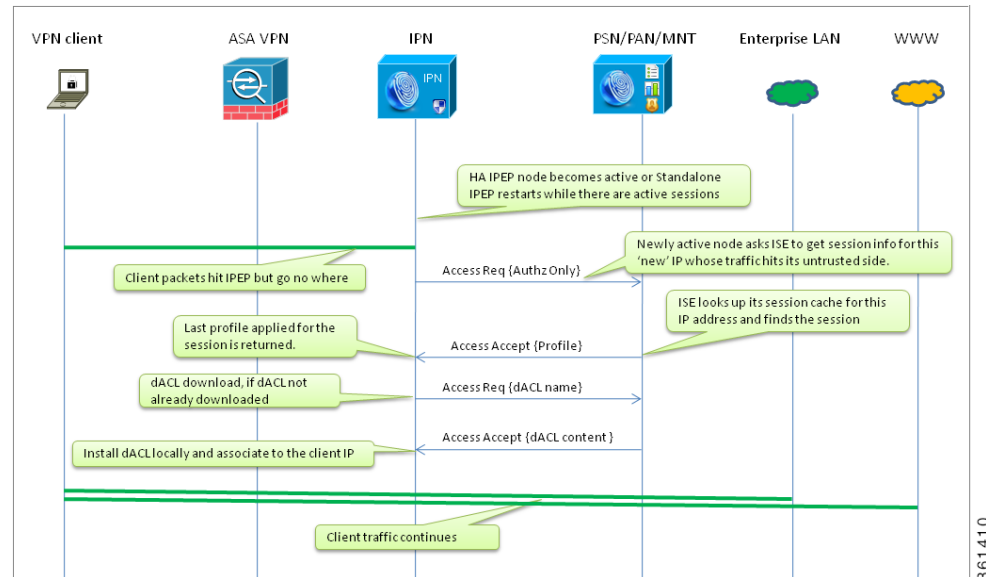 VPN client
ASA VPN
IPN
PSN/PAN/MNT
Enterprise LAN
WWW
IPN
HA IPEP node becomes active or Standalone
IPEP restarts while there are active sessions
Newly active node asks ISE to get session info for this
‘new’ IP whose traffic hits its untrusted side.
Client packets hit IPEP but go no where
Access Req {Authz Only}
ISE looks up its session cache for this
IP address and finds the session
Last profile applied for the
session is returned.
Access Accept {Profile}
dACL download, if dACL not
already downloaded
Access Req {dACL name}
Access Accept {dACL content }
Install dACL locally and associate to the client IP
Client traffic continues
361410